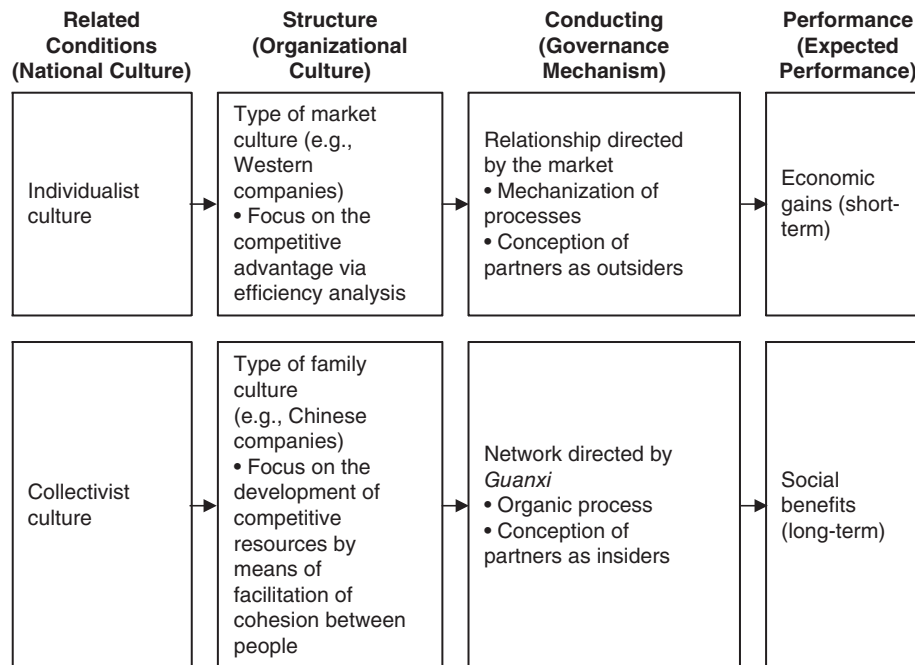 Related
Conditions
(National Culture)
Structure
(Organizational
Culture)
Conducting
(Governance
Mechanism)
Performance
(Expected
Performance)
Individualist
culture
Type of market
culture (e.g.,
Western
companies)
• Focus on the
competitive
advantage via
efficiency analysis
Relationship directed
by the market
• Mechanization of
processes
• Conception of
partners as outsiders
Economic
gains (short-
term)
Collectivist
culture
Type of family
culture
(e.g., Chinese
companies)
• Focus on the
development of
competitive
resources by
means of
facilitation of
cohesion between
people
Network directed by
Guanxi
• Organic process
• Conception of
partners as insiders
Social
benefits
(long-term)